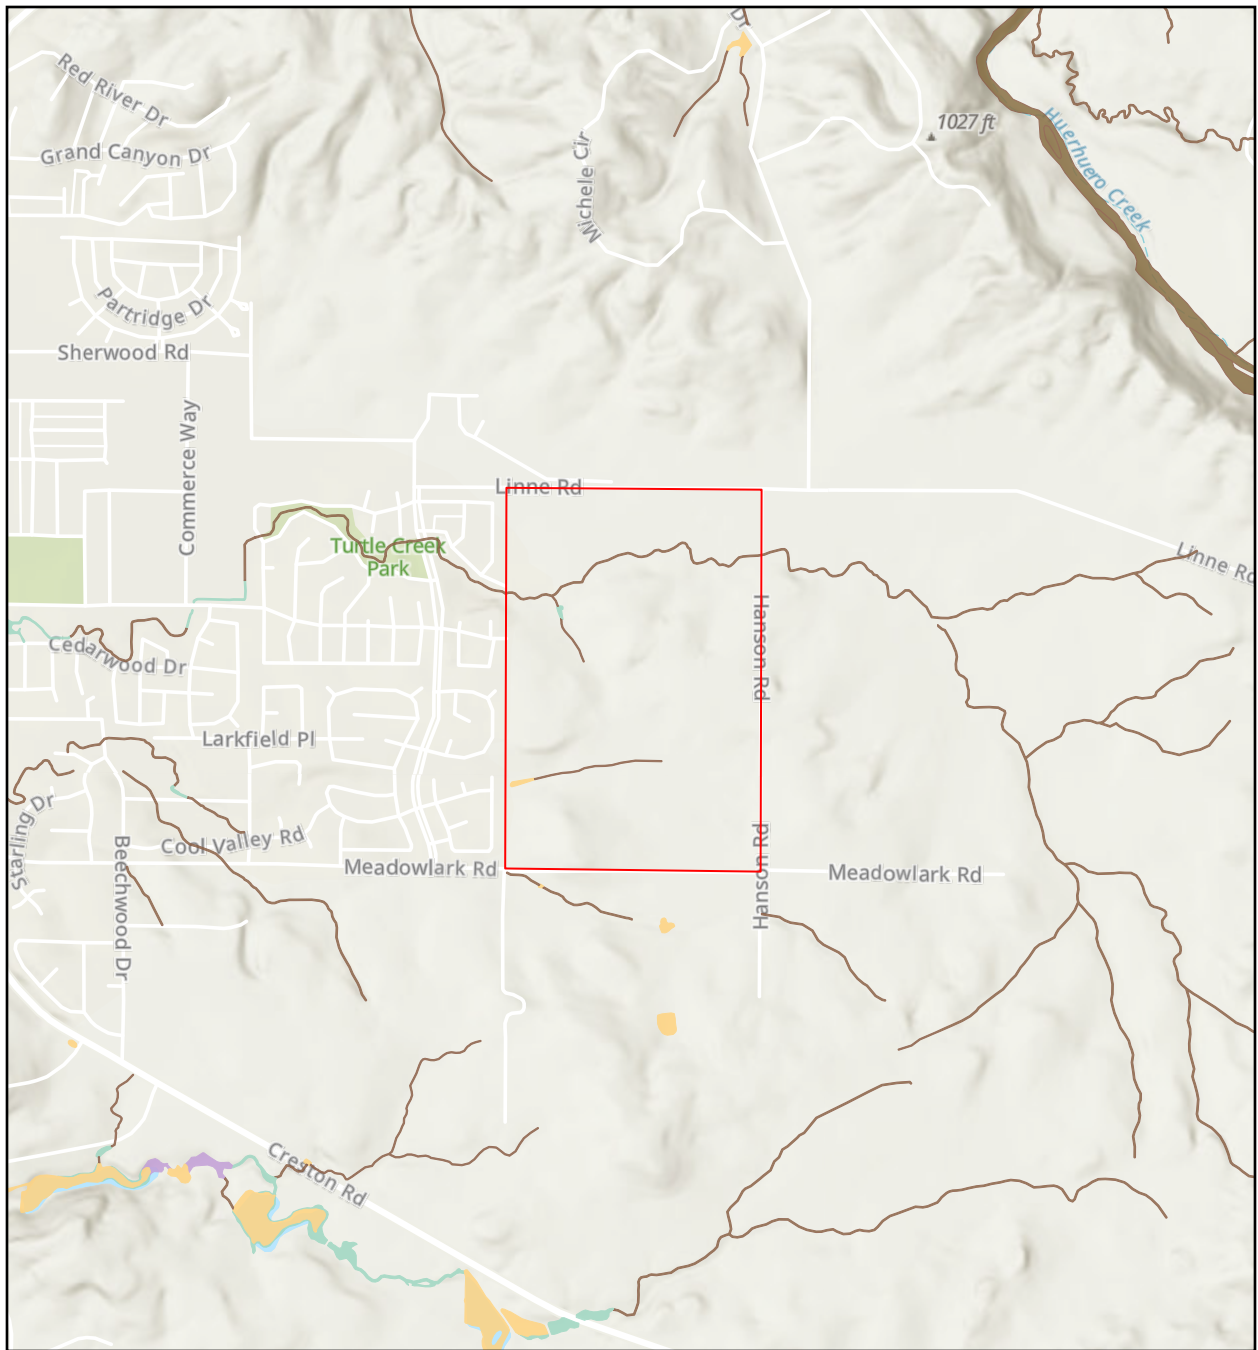 Dr
Red River Dr
1027 ft
Huerhuero Creek
Grand Canyon Dr
Michele Cir
Partridge Dr
Sherwood Rd
Commerce Way
Linne Rd
Turtle Creek
Park
Linne Rd
Hanson Rd
Cedarwood Dr
Larkfield Pl
Starling Dr
Cool Valley Rd
Beechwood Dr
Meadowlark Rd
Hanson Rd
Meadowlark Rd
Creston Rd